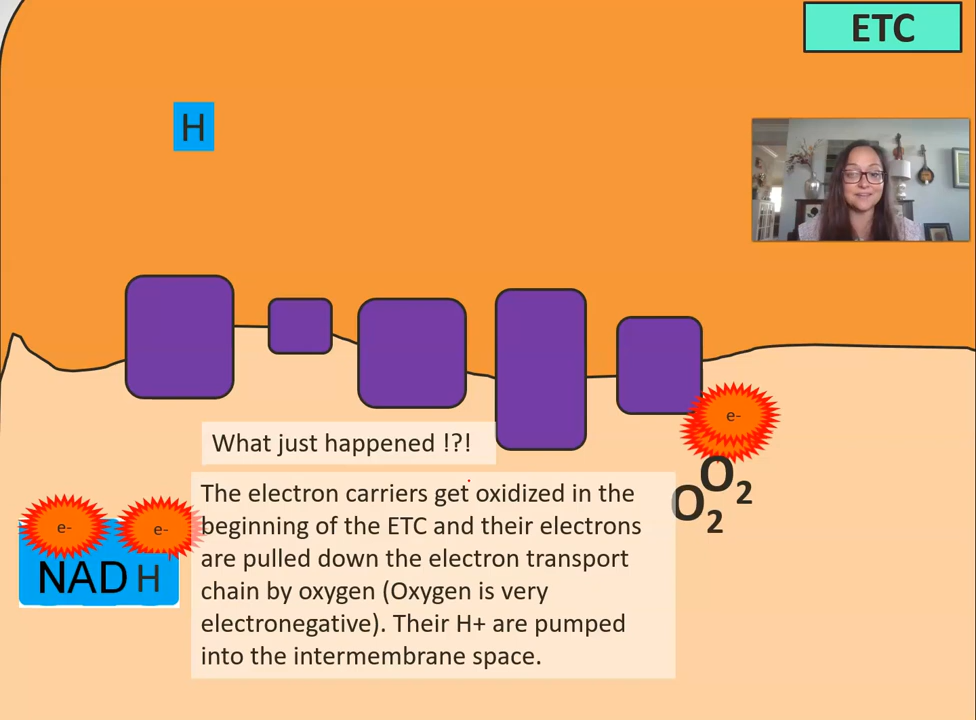 ETC
H
What just happened !?!
The electron carriers get oxidized in the
beginning of the ETC and their electrons
are pulled down the electron transport
chain by oxygen (Oxygen is very
electronegative). Their H+ are pumped
into the intermembrane space.
e-
O2
O2
e-
e-
NAD H